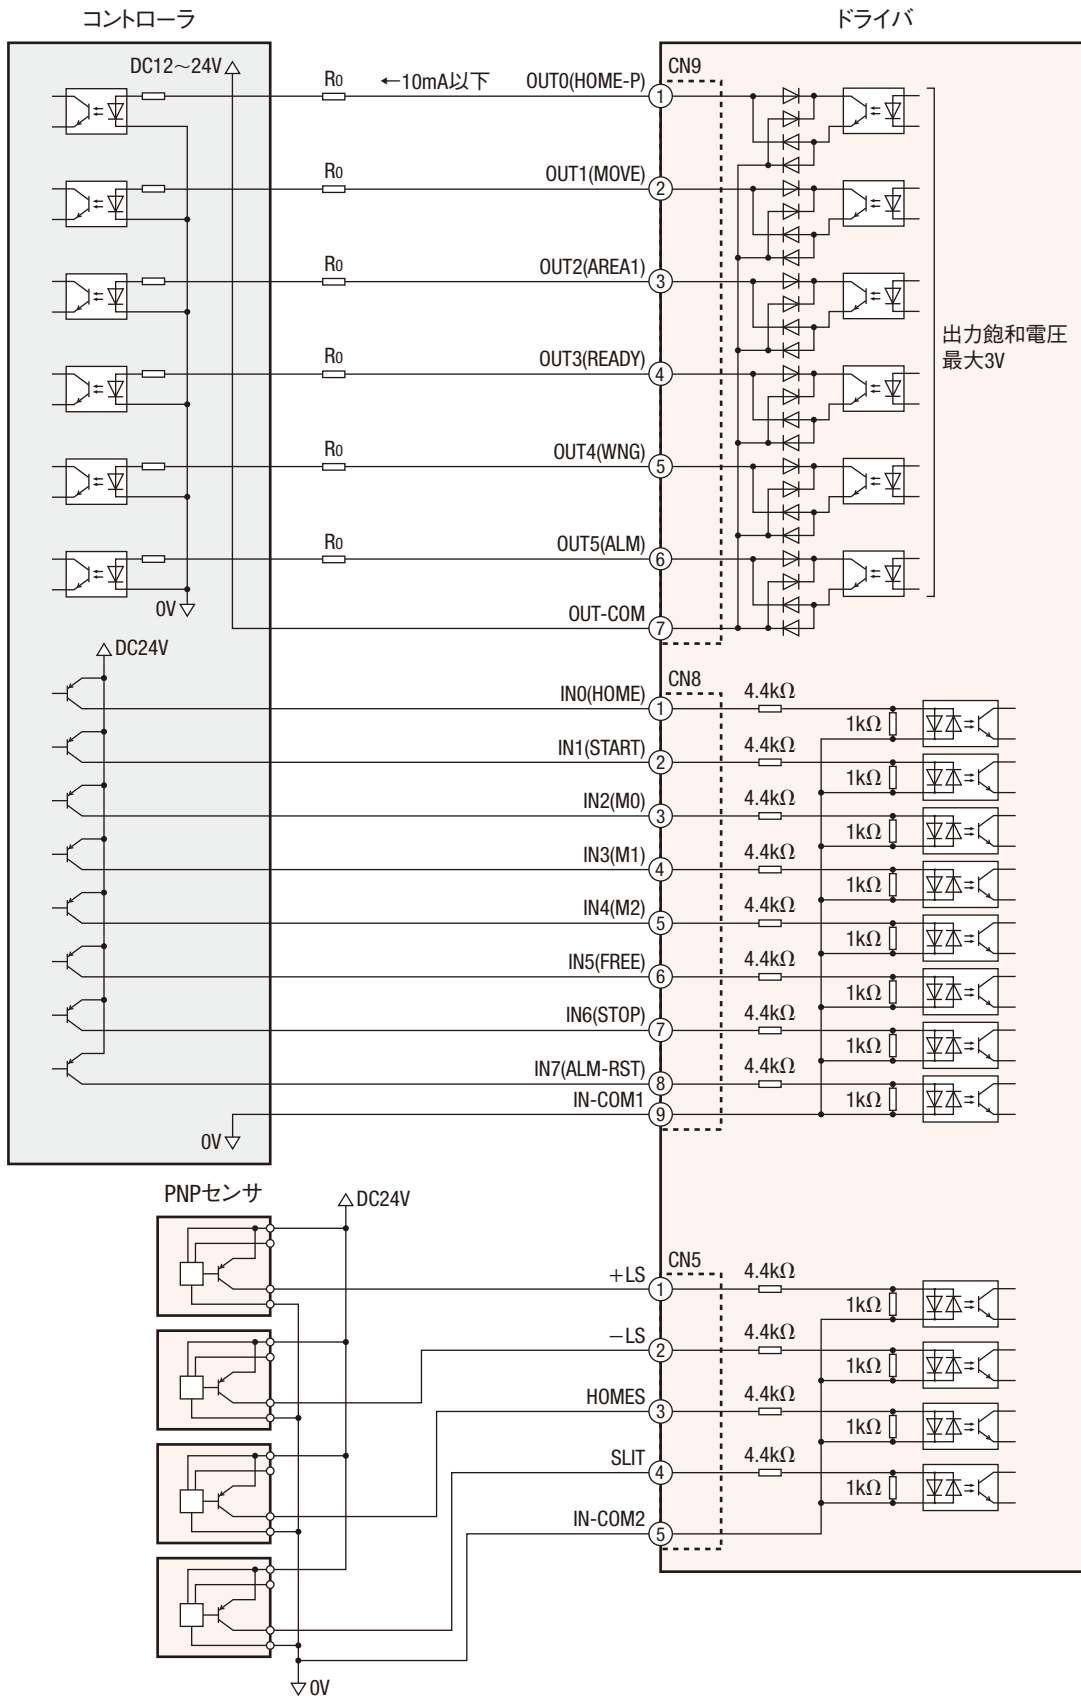 コントローラ
ドライバ
DC12～24V
R0
←10mA以下
OUT0(HOME-P)
CN9
1
R0
OUT1(MOVE)
2
R0
OUT2(AREA1)
3
出力飽和電圧
最大3V
R0
OUT3(READY)
4
R0
OUT4(WNG)
5
R0
OUT5(ALM)
6
0V
OUT-COM
7
DC24V
CN8
IN0(HOME)
1
4.4kΩ
1kΩ
IN1(START)
2
4.4kΩ
1kΩ
IN2(M0)
3
4.4kΩ
1kΩ
IN3(M1)
4
4.4kΩ
1kΩ
IN4(M2)
5
4.4kΩ
1kΩ
IN5(FREE)
6
4.4kΩ
1kΩ
IN6(STOP)
7
4.4kΩ
1kΩ
IN7(ALM-RST)
8
4.4kΩ
1kΩ
IN-COM1
9
0V
PNPセンサ
DC24V
CN5
+LS
1
4.4kΩ
1kΩ
−LS
2
4.4kΩ
1kΩ
HOMES
3
4.4kΩ
1kΩ
SLIT
4
4.4kΩ
1kΩ
IN-COM2
5
0V